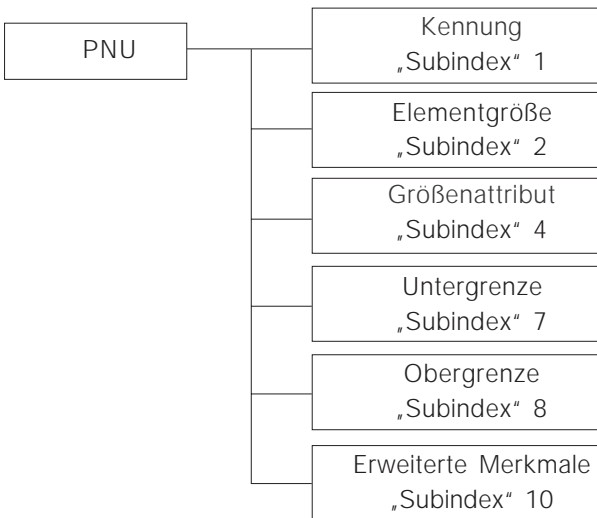 PNU
Kennung
„Subindex“ 1
Elementgröße
„Subindex“ 2
Größenattribut
„Subindex“ 4
Untergrenze
„Subindex“ 7
Obergrenze
„Subindex“ 8
Erweiterte Merkmale
„Subindex“ 10